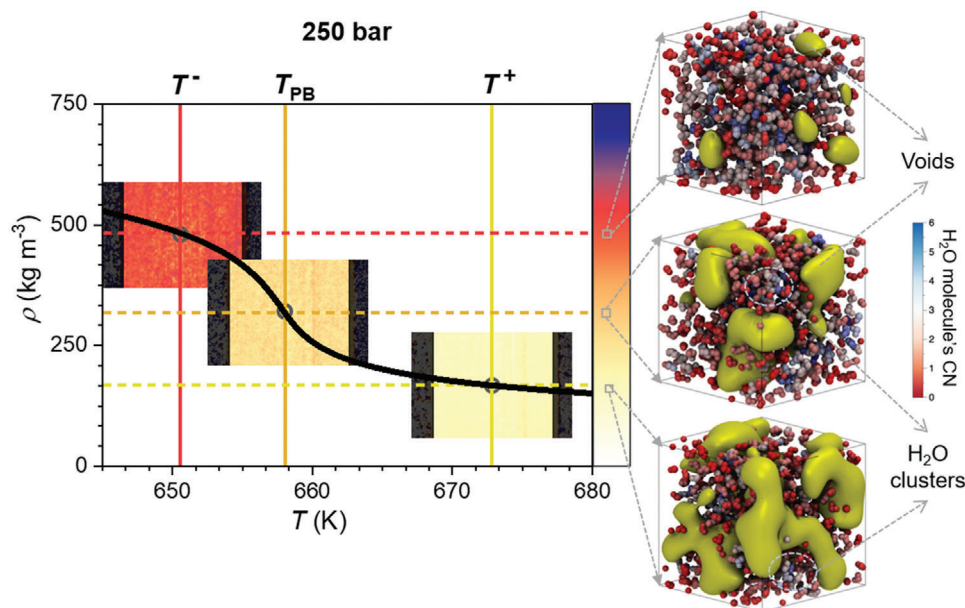 250 bar
T⁻
T_PB
T⁺
750
500
250
0
ρ (kg m⁻³)
650
660
670
680
T (K)
Voids
H₂O
clusters
H₂O molecule's CN
6
5
4
3
2
1
0